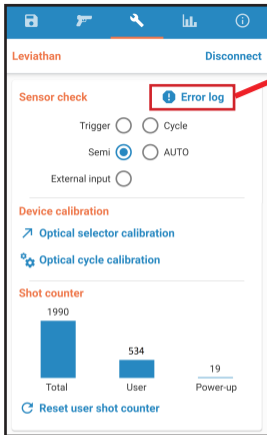 Leviathan Disconnect
Sensor check Error log
Trigger Cycle
Semi AUTO
External input
Device calibration
Optical selector calibration
Optical cycle calibration
Shot counter
1990
534
19
Total User Power-up
Reset user shot counter